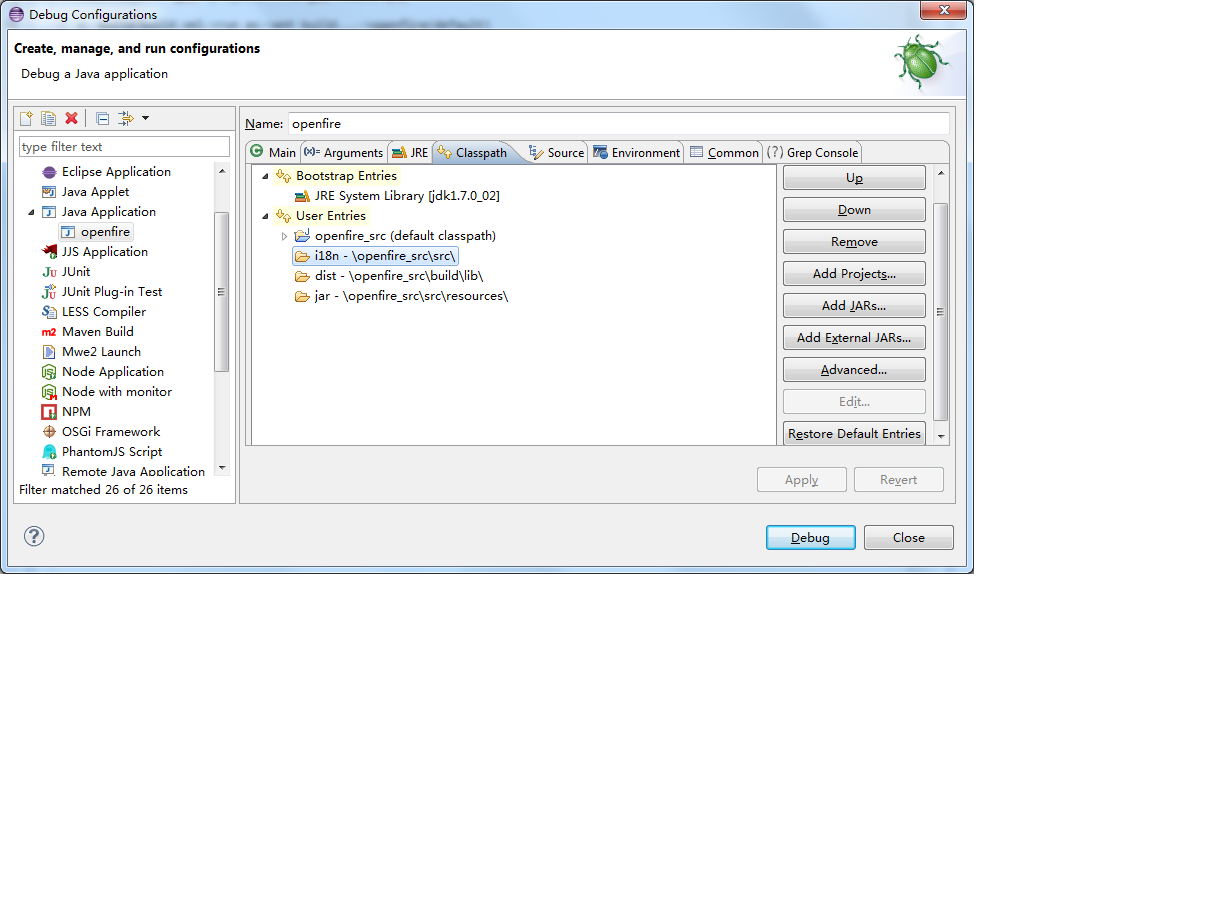 Debug Configurations
Create, manage, and run configurations
Debug a Java application
type filter text
Eclipse Application
Java Applet
Java Application
openfire
JJS Application
JUnit
JUnit Plug-in Test
LESS Compiler
Maven Build
Mwe2 Launch
Node Application
Node with monitor
NPM
OSGi Framework
PhantomJS Script
Remote Java Application
Filter matched 26 of 26 items
Name: openfire
Main (x)= Arguments JRE Classpath Source Environment Common (?) Grep Console
Bootstrap Entries
JRE System Library [jdk1.7.0_02]
User Entries
openfire_src (default classpath)
i18n - \openfire_src\src\
dist - \openfire_src\build\lib\
jar - \openfire_src\src\resources\
Up
Down
Remove
Add Projects...
Add JARs...
Add External JARs...
Advanced...
Edit...
Restore Default Entries
Apply Revert
Debug Close